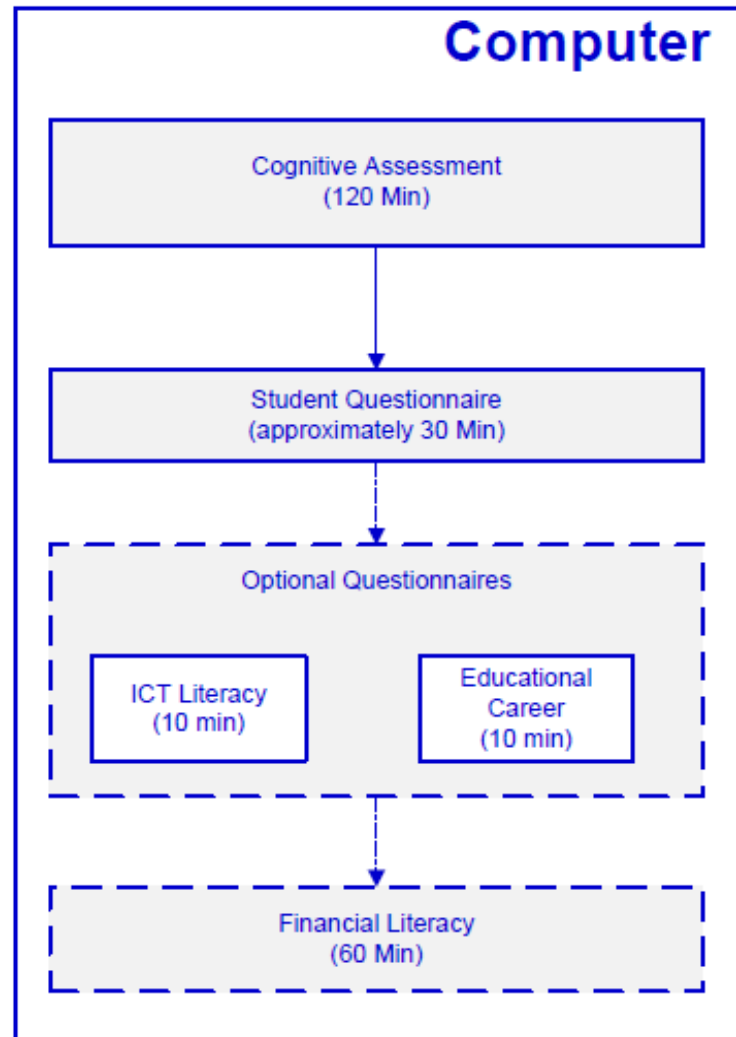 Computer
Cognitive Assessment
(120 Min)
Student Questionnaire
(approximately 30 Min)
Optional Questionnaires
ICT Literacy
(10 min)
Educational
Career
(10 min)
Financial Literacy
(60 Min)